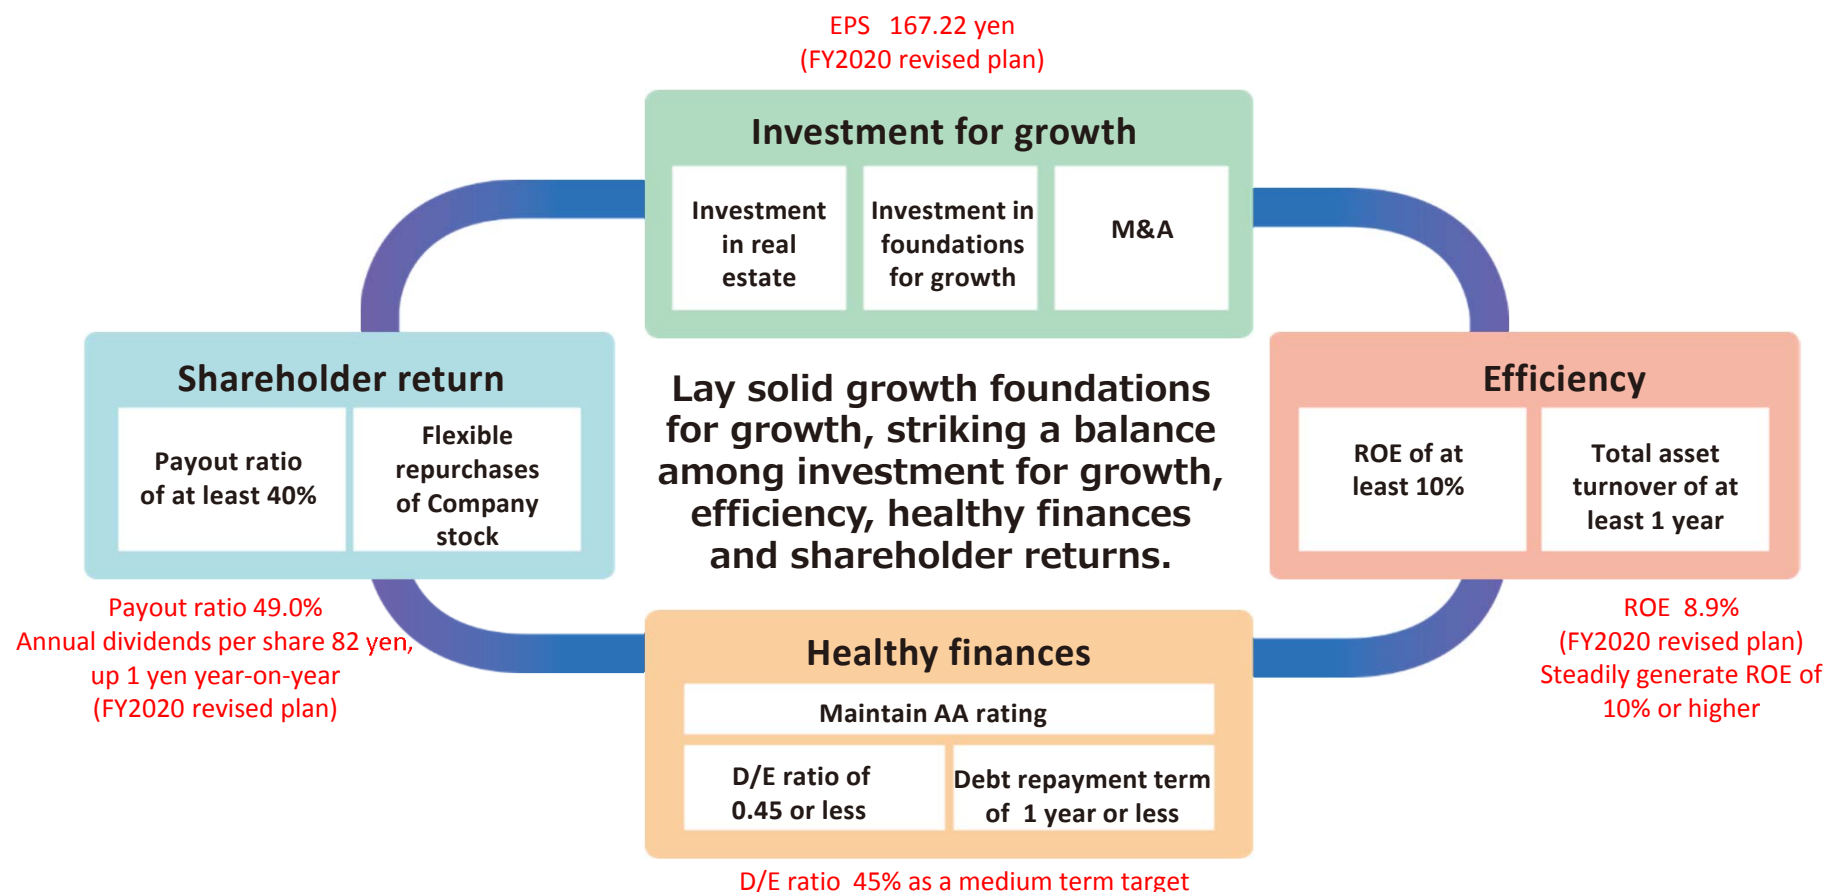 EPS 167.22 yen
(FY2020 revised plan)
Investment for growth
Investment
in real
estate
Investment in
foundations
for growth
M&A
Shareholder return
Payout ratio
of at least 40%
Flexible
repurchases
of Company
stock
Payout ratio 49.0%
Annual dividends per share 82 yen,
up 1 yen year-on-year
(FY2020 revised plan)
Lay solid growth foundations
for growth, striking a balance
among investment for growth,
efficiency, healthy finances
and shareholder returns.
Efficiency
ROE of at
least 10%
Total asset
turnover of at
least 1 year
ROE 8.9%
(FY2020 revised plan)
Steadily generate ROE of
10% or higher
Healthy finances
Maintain AA rating
D/E ratio of
0.45 or less
Debt repayment term
of 1 year or less
D/E ratio 45% as a medium term target